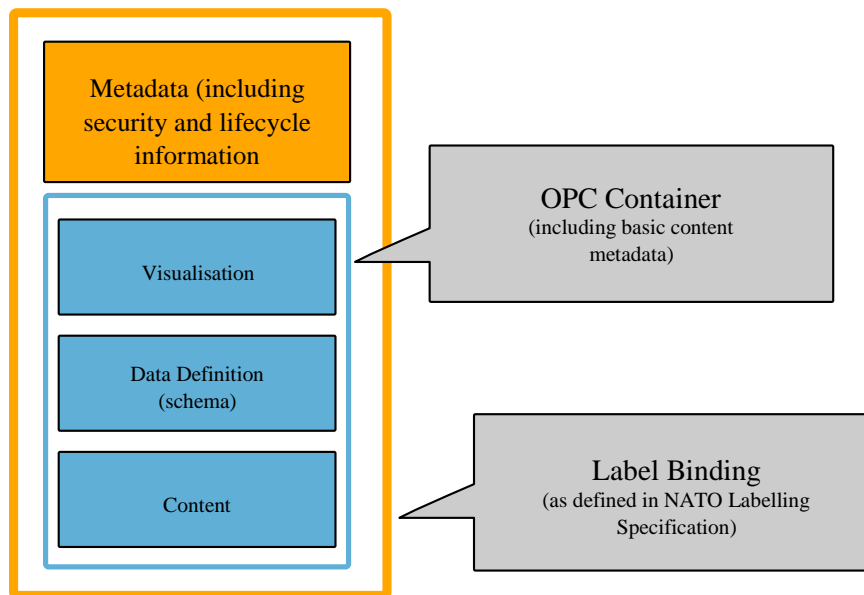 Metadata (including
security and lifecycle
information
Visualisation
Data Definition
(schema)
Content
OPC Container
(including basic content
metadata)
Label Binding
(as defined in NATO Labelling
Specification)